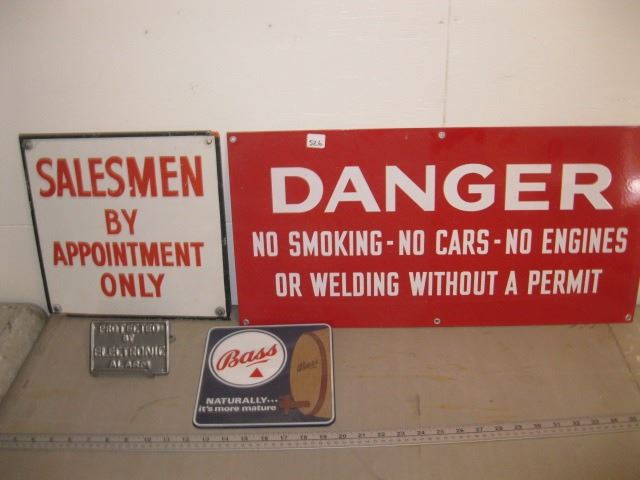 SALESMEN
BY
APPOINTMENT
ONLY
DANGER
NO SMOKING - NO CARS - NO ENGINES
OR WELDING WITHOUT A PERMIT
PROTECTED
BY
ELECTRONIC
ALARM
Bass
Bass
NATURALLY...
it's more mature